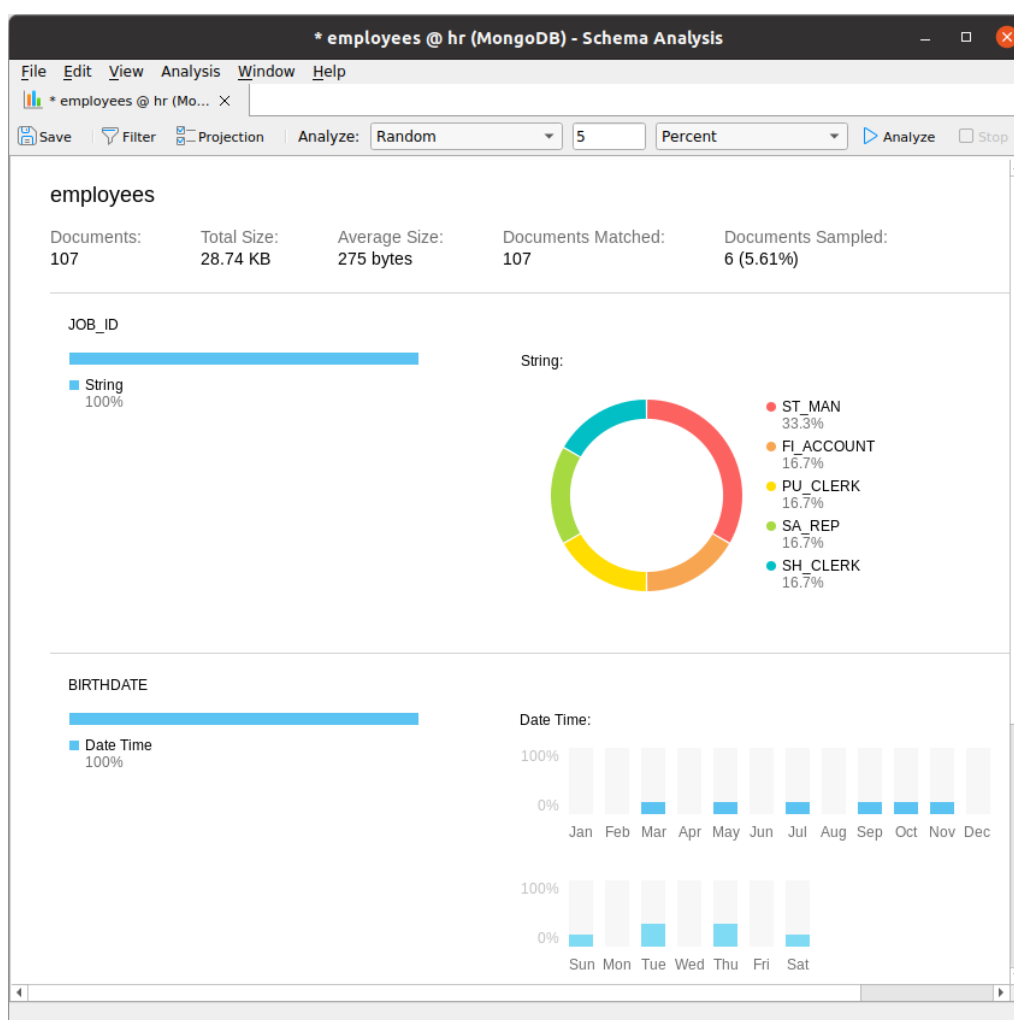 * employees @ hr (MongoDB) - Schema Analysis
File Edit View Analysis Window Help
* employees @ hr (Mo...
Save Filter Projection Analyze: Random 5 Percent Analyze Stop
employees
Documents: Total Size: Average Size: Documents Matched: Documents Sampled:
107 28.74 KB 275 bytes 107 6 (5.61%)
JOB_ID
String
100%
String:
ST_MAN
33.3%
FI_ACCOUNT
16.7%
PU_CLERK
16.7%
SA_REP
16.7%
SH_CLERK
16.7%
BIRTHDATE
Date Time
100%
Date Time:
100%
0%
Jan Feb Mar Apr May Jun Jul Aug Sep Oct Nov Dec
100%
0%
Sun Mon Tue Wed Thu Fri Sat